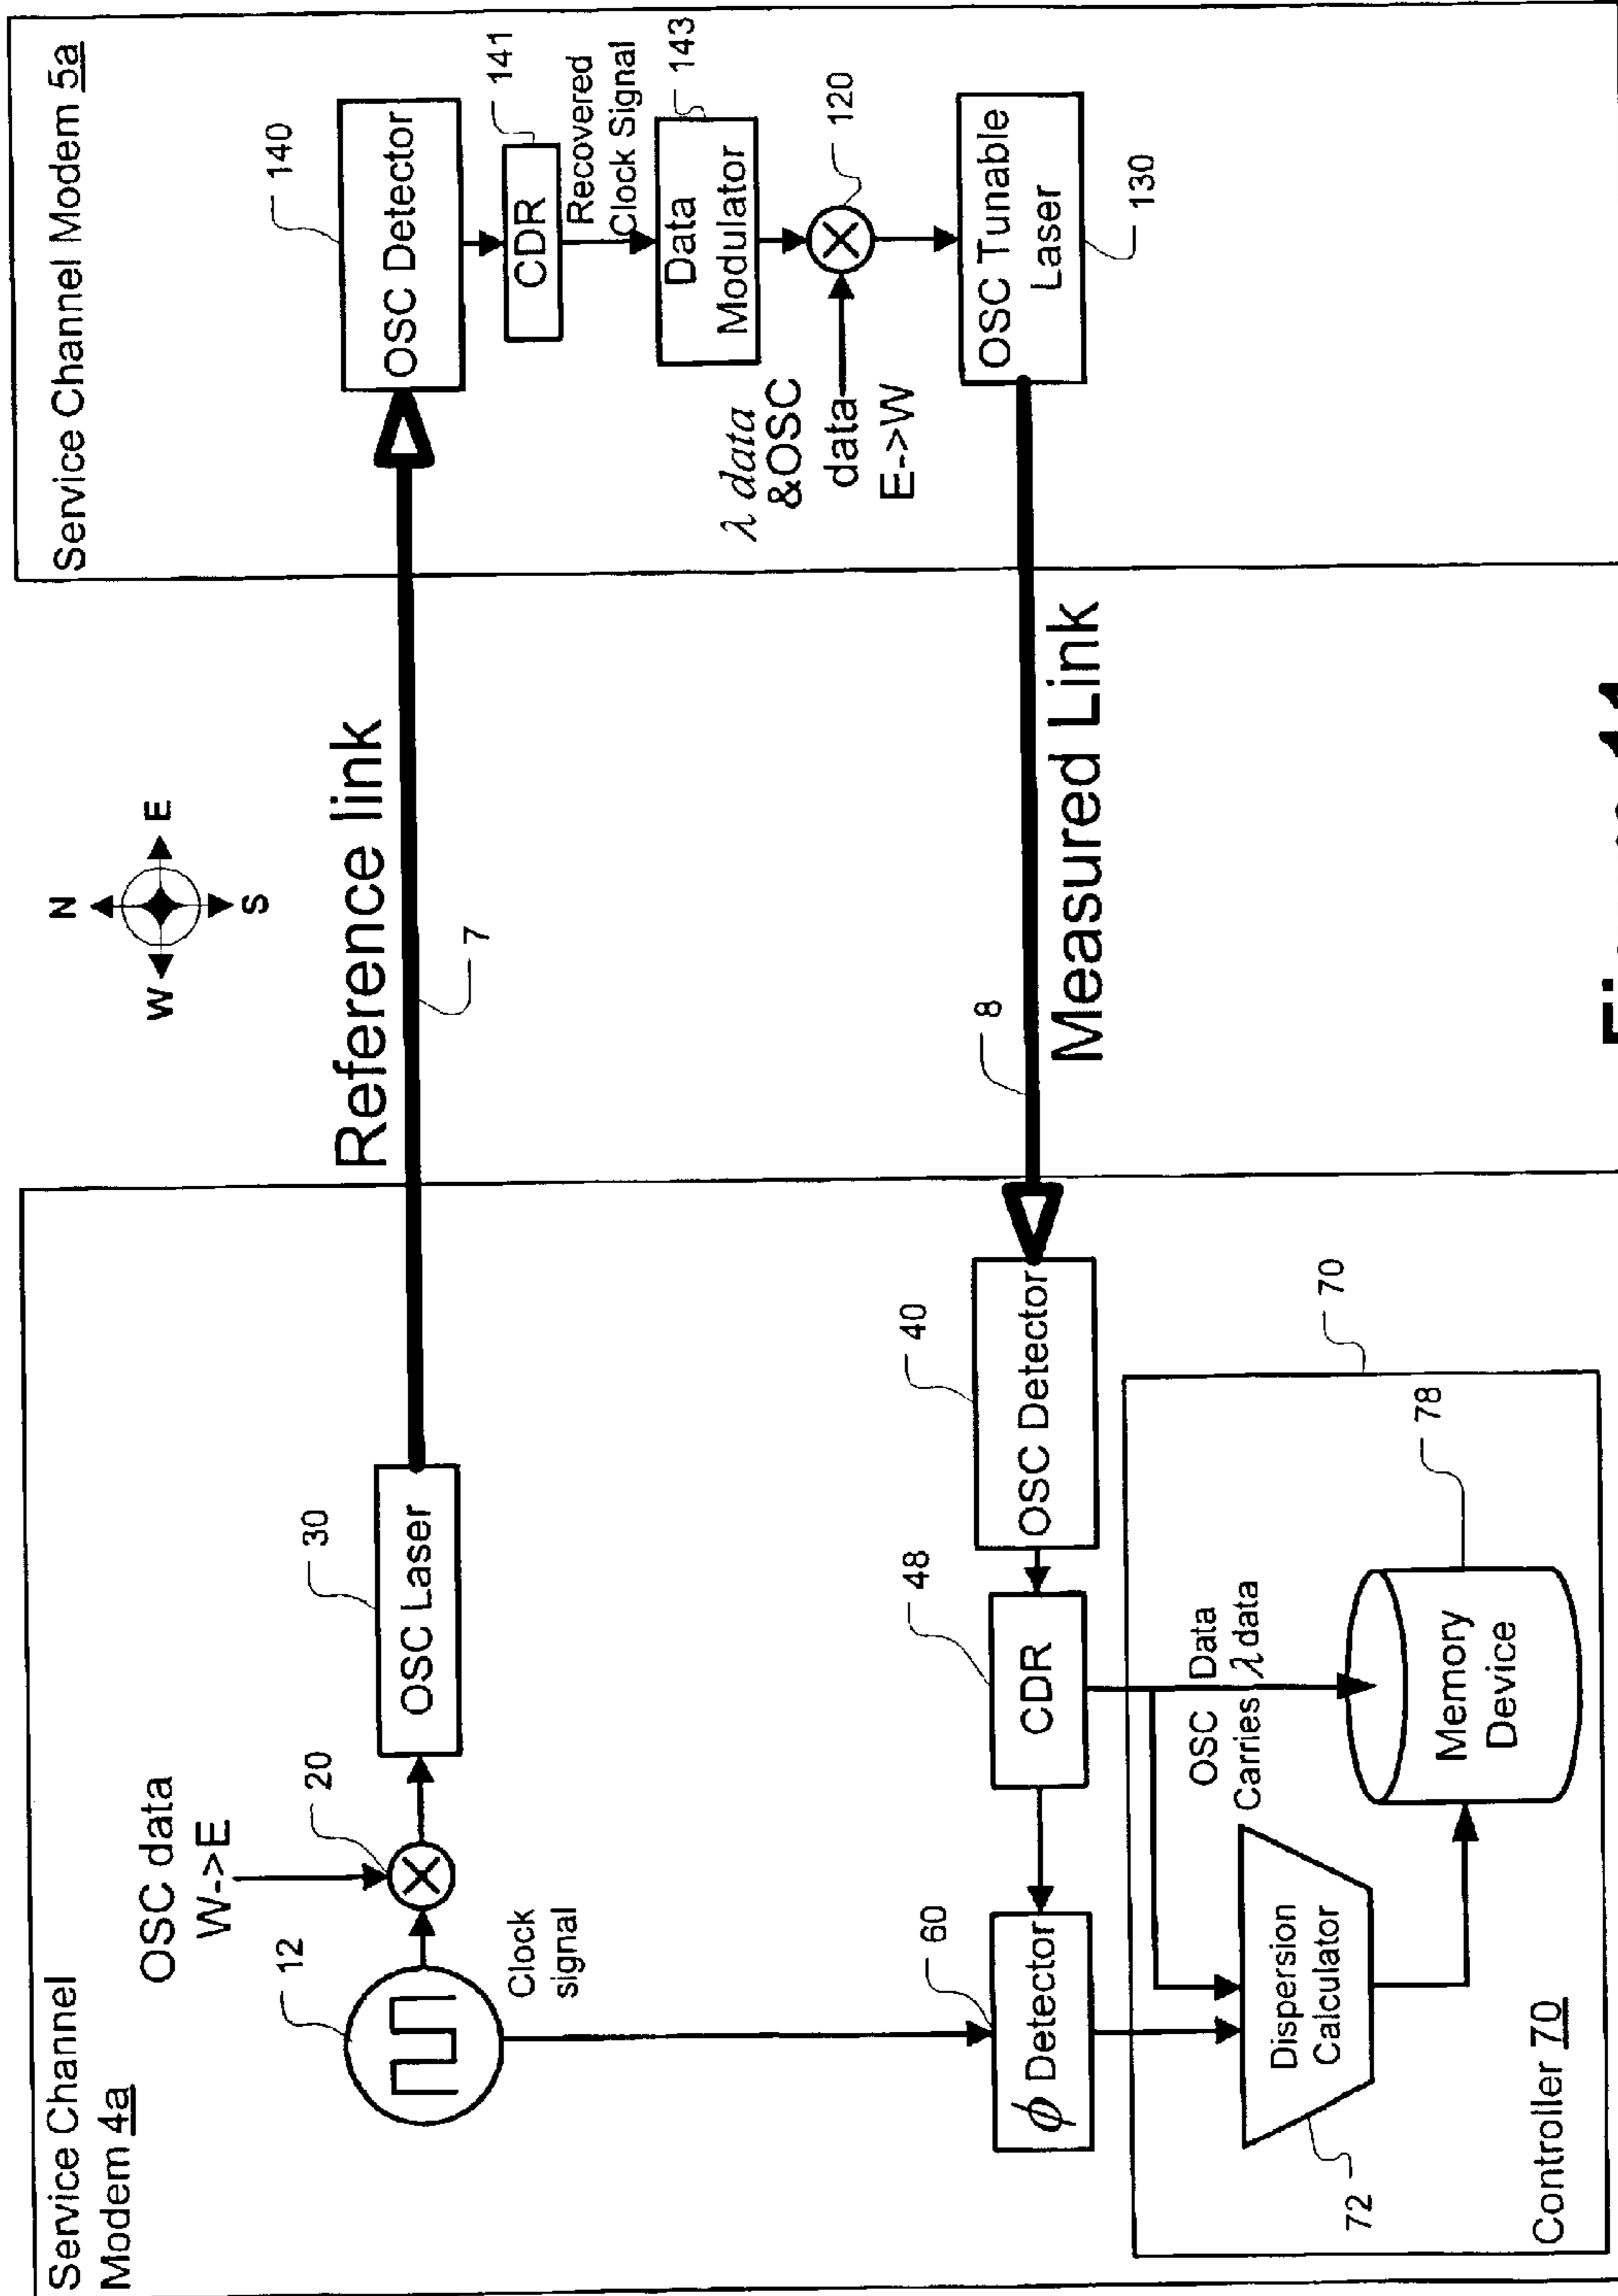 Service Channel
Modem 4a
OSC data
W->E
12
20
30
OSC Laser
Clock
signal
60
ϕ Detector
48
CDR
40
OSC Detector
OSC Data
Carries λ data
70
78
Memory
Device
Dispersion
Calculator
72
Controller 70
N
W
E
S
Reference link
7
8
Measured Link
Service Channel Modem 5a
140
OSC Detector
141
CDR
Recovered
Clock Signal
143
Data
Modulator
λ data
&OSC
data
E->W
120
OSC Tunable
Laser
130